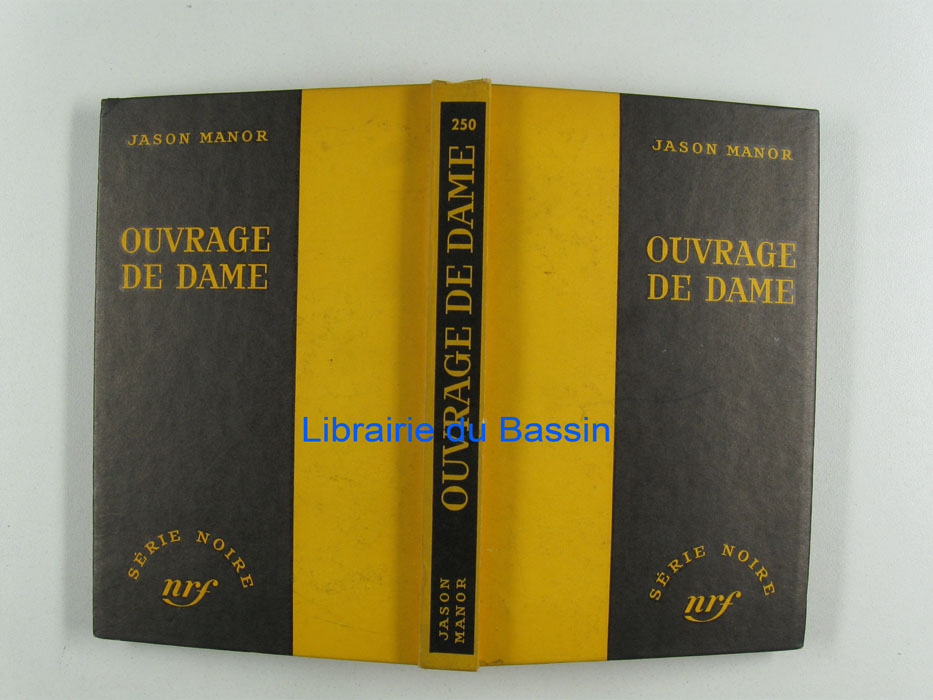 JASON MANOR
OUVRAGE
DE DAME
SÉRIE NOIRE
nrf
250
OUVRAGE DE DAME
JASON
MANOR
JASON MANOR
OUVRAGE
DE DAME
SÉRIE NOIRE
nrf
Librairie du Bassin